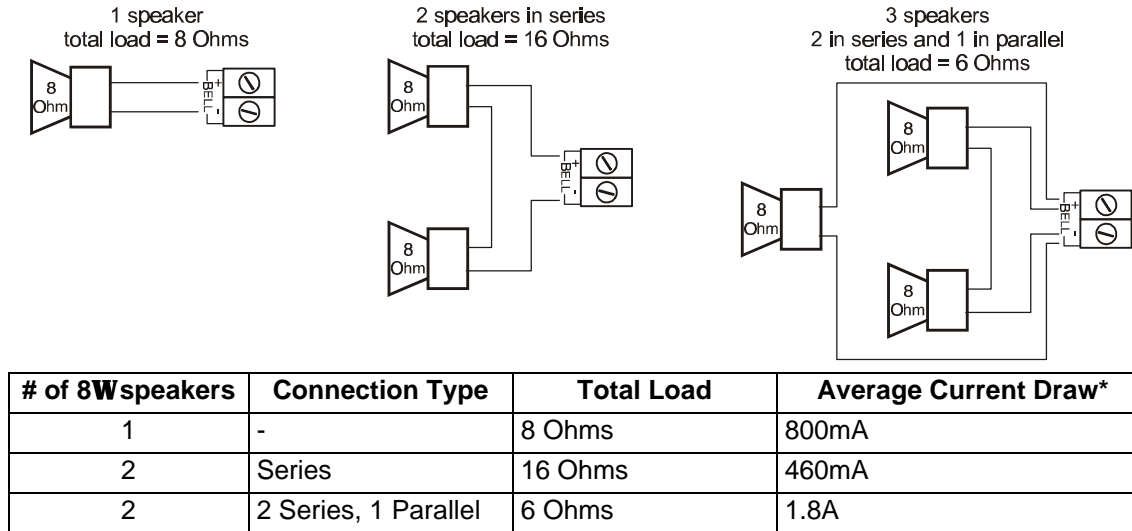 1 speaker
total load = 8 Ohms
8
Ohm
+
BELL
-
2 speakers in series
total load = 16 Ohms
8
Ohm
+
BELL
-
8
Ohm
3 speakers
2 in series and 1 in parallel
total load = 6 Ohms
8
Ohm
8
Ohm
+
BELL
-
8
Ohm
# of 8W speakers Connection Type Total Load Average Current Draw*
1 - 8 Ohms 800mA
2 Series 16 Ohms 460mA
2 2 Series, 1 Parallel 6 Ohms 1.8A